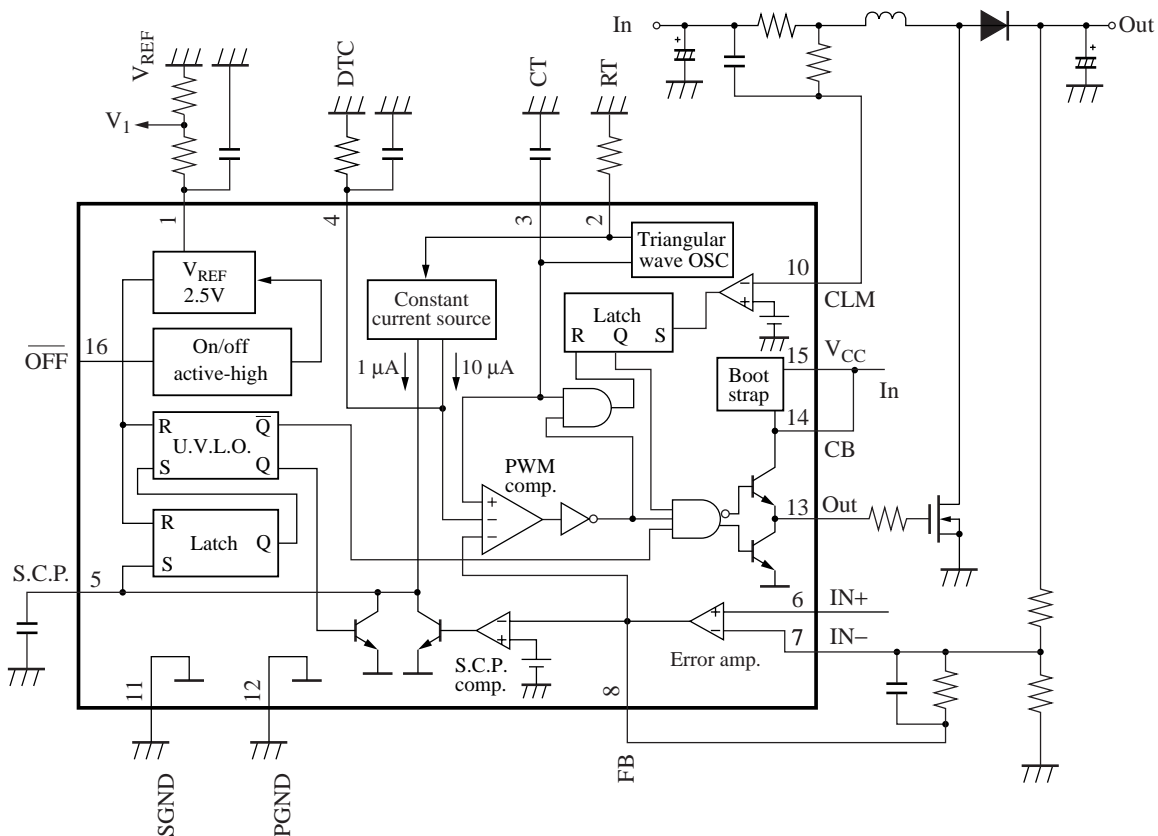 In
Out
VREF
DTC
CT
RT
V1
1
4
3
2
Triangular
wave OSC
10
CLM
VREF
2.5V
Constant
current source
Latch
R Q S
16
OFF
On/off
active-high
1 μA
10 μA
15
VCC
Boot
strap
In
14
CB
R Q
U.V.L.O.
S Q
PWM
comp.
+
−
−
13
Out
R
Latch
Q
S
S.C.P.
5
6
IN+
7
IN−
+
−
Error amp.
−
+
S.C.P.
comp.
−
+
11
12
8
SGND
PGND
FB
+
+